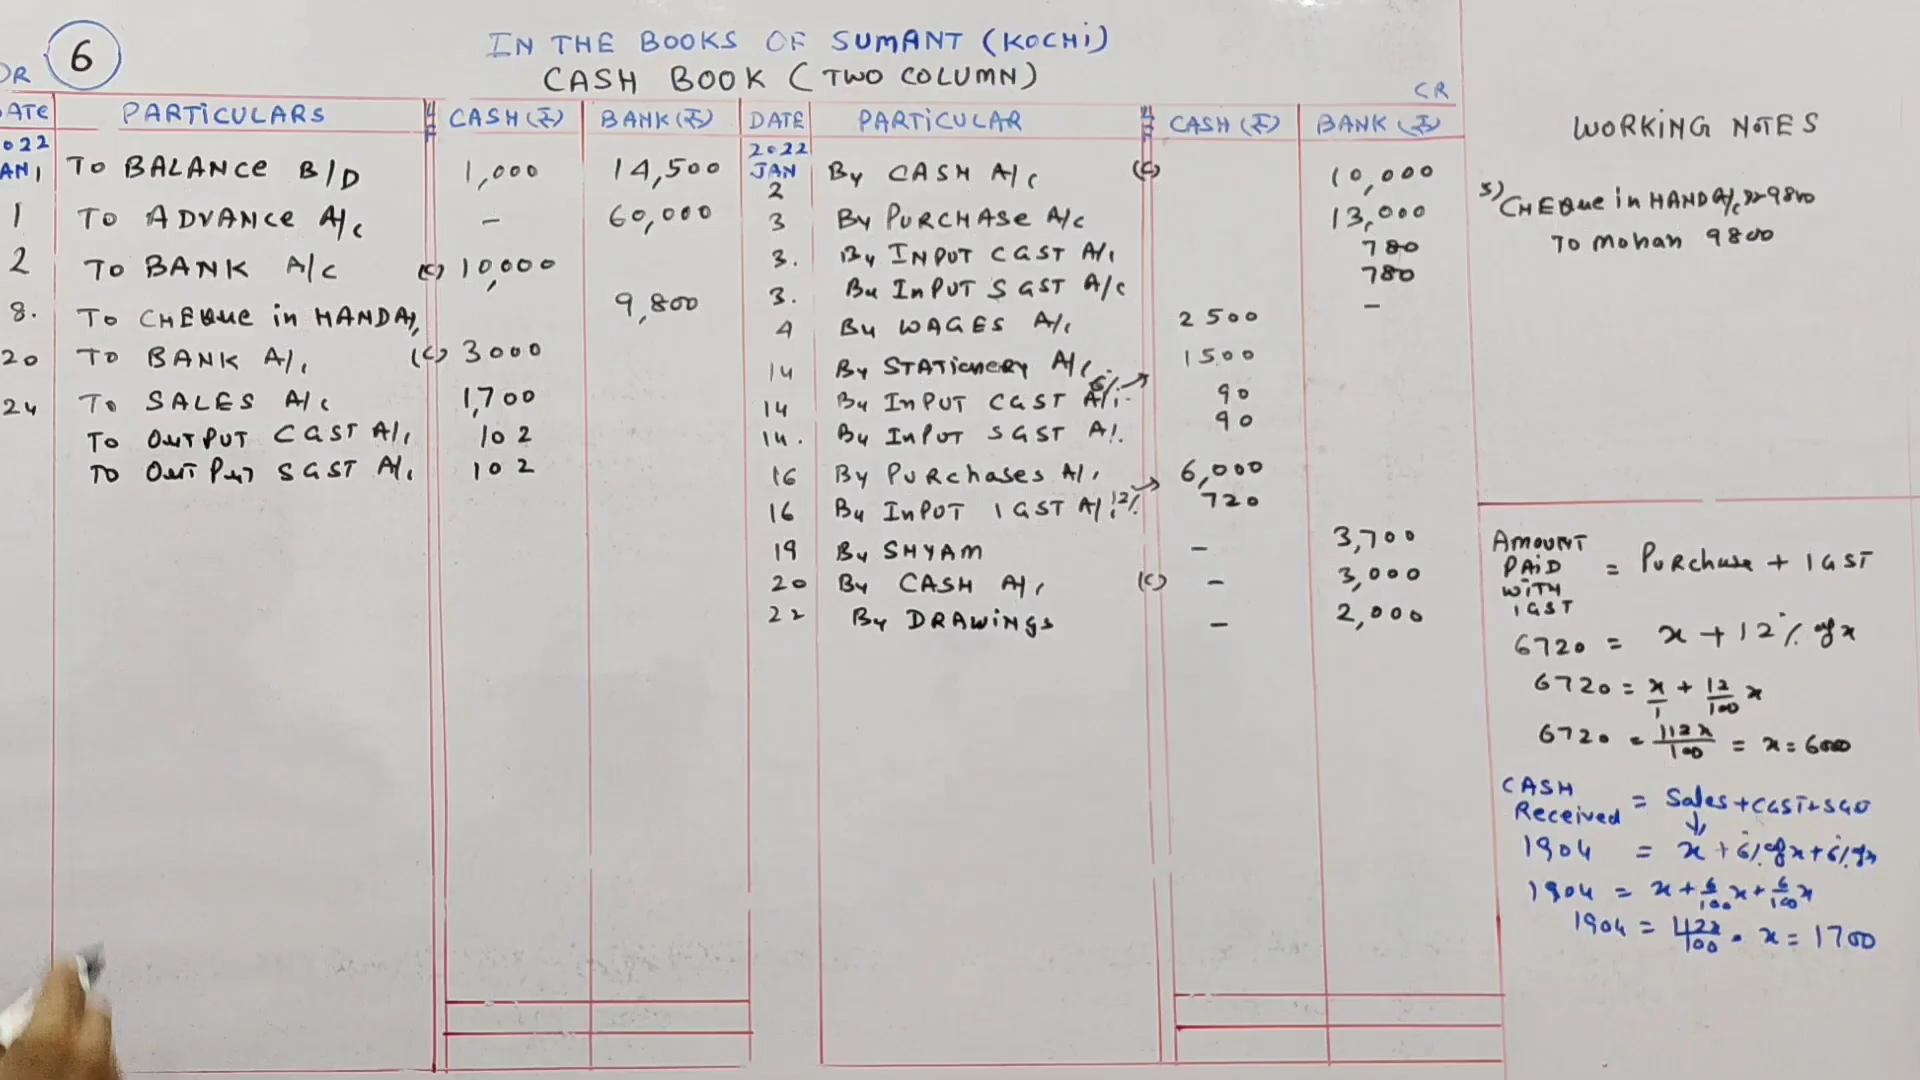 6
IN THE BOOKS OF SUMANT (KOCHI)
CASH BOOK (TWO COLUMN)
DR
CR
DATE PARTICULARS LF CASH (₹) BANK (₹) DATE PARTICULAR LF CASH (₹) BANK (₹)
2022
JAN 1 TO BALANCE B/D 1,000 14,500
1 TO ADVANCE A/C - 60,000
2 TO BANK A/C (C) 10,000
8. TO CHEQUE in HAND A/C 9,800
20 TO BANK A/C (C) 3000
24 TO SALES A/C 1,700
TO OUTPUT CGST A/C 102
TO OUTPUT SGST A/C 102
2022
JAN
2 By CASH A/C (C) 10,000
3 By PURCHASE A/C 13,000
3. By INPUT CGST A/C 780
3. By INPUT SGST A/C 780
4 By WAGES A/C 2500 -
14 By STATIONERY A/C 1500
14 By INPUT CGST A/C 6% 90
14. By INPUT SGST A/C 90
16 By PURchases A/C 6,000
16 By INPUT IGST A/C 12% 720
19 By SHYAM - 3,700
20 By CASH A/C (C) - 3,000
22 By DRAWINGS - 2,000
WORKING NOTES
5) CHEQUE in HAND A/C Dr 9800
To Mohan 9800
AMOUNT PAID WITH IGST = PURchase + IGST
6720 = x + 12% of x
6720 = x/1 + 12/100 x
6720 = 112x/100 = x = 6000
CASH Received = Sales + CGST + SGST
1904 = x + 6% of x + 6% of x
1904 = x + 6/100 x + 6/100 x
1904 = 112x/100 . x = 1700